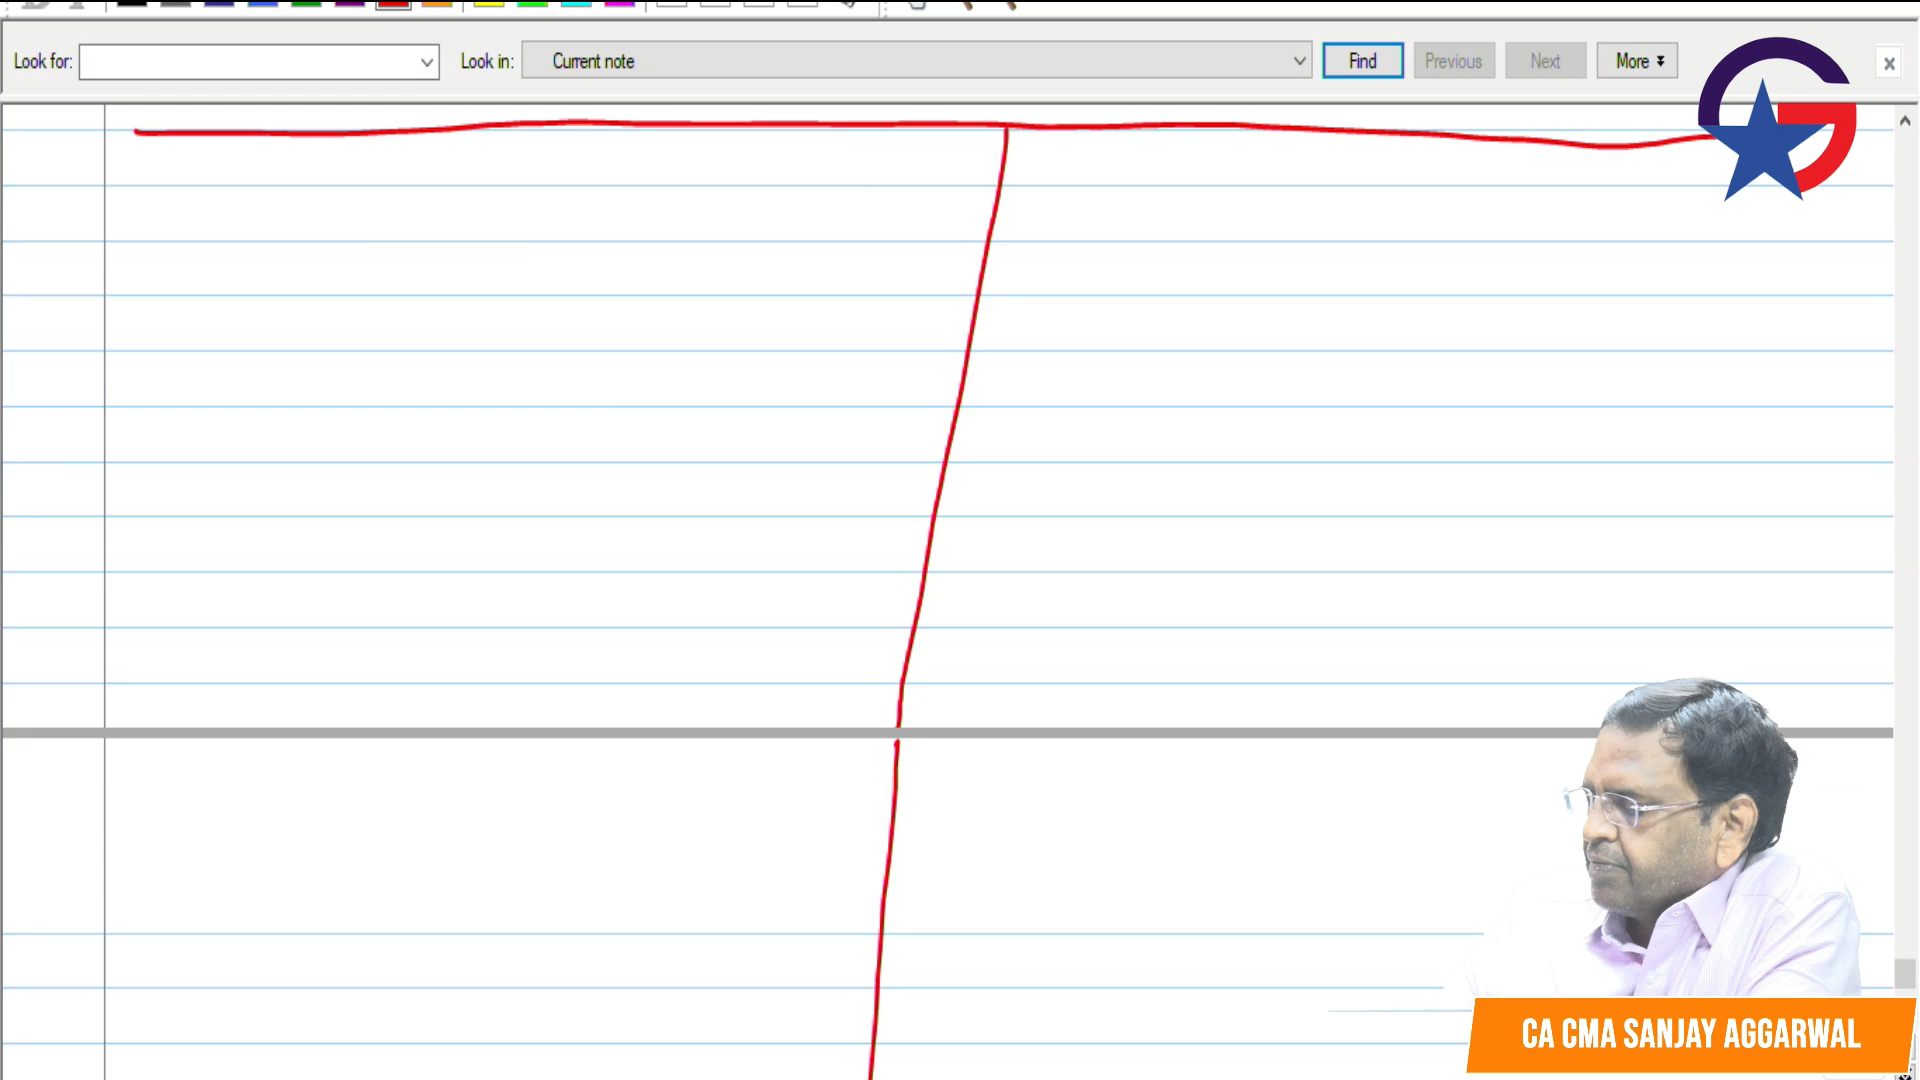 Look for:
Look in:
Current note
Find
Previous
Next
More
CA CMA SANJAY AGGARWAL